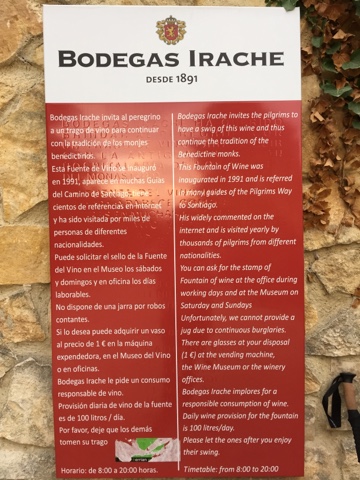 BODEGAS IRACHE
DESDE 1891
Bodegas Irache invita al peregrino
a un trago de vino para continuar
con la tradición de los monjes
benedictinos.
Esta Fuente de Vino se inauguró
en 1991, aparece en muchas Guías
del Camino de Santiago, tiene
cientos de referencias en Internet
y ha sido visitada por miles de
personas de diferentes
nacionalidades.
Puede solicitar el sello de la Fuente
del Vino en el Museo los sábados
y domingos y en oficina los días
laborables.
No dispone de una jarra por robos
contantes.
Si lo desea puede adquirir un vaso
al precio de 1 € en la máquina
expendedora, en el Museo del Vino
o en oficinas.
Bodegas Irache le pide un consumo
responsable de vino.
Provisión diaria de vino de la fuente
es de 100 litros / día.
Por favor, deje que los demás
tomen su trago
Horario: de 8:00 a 20:00 horas.
Bodegas Irache invites the pilgrims to
have a swig of this wine and thus
continue the tradition of the
Benedictine monks.
This Fountain of Wine was
inaugurated in 1991 and is referred
in many guides of the Pilgrims Way
to Santiago.
His widely commented on the
internet and is visited yearly by
thousands of pilgrims from different
nationalities.
You can ask for the stamp of
Fountain of wine at the office during
working days and at the Museum on
Saturday and Sundays
Unfortunately, we cannot provide a
jug due to continuous burglaries.
There are glasses at your disposal
(1 €) at the vending machine,
the Wine Museum or the winery
offices.
Bodegas Irache implores for a
responsible consumption of wine.
Daily wine provision for the fountain
is 100 litres/day.
Please let the ones after you enjoy
their swing.
Timetable: from 8:00 to 20:00